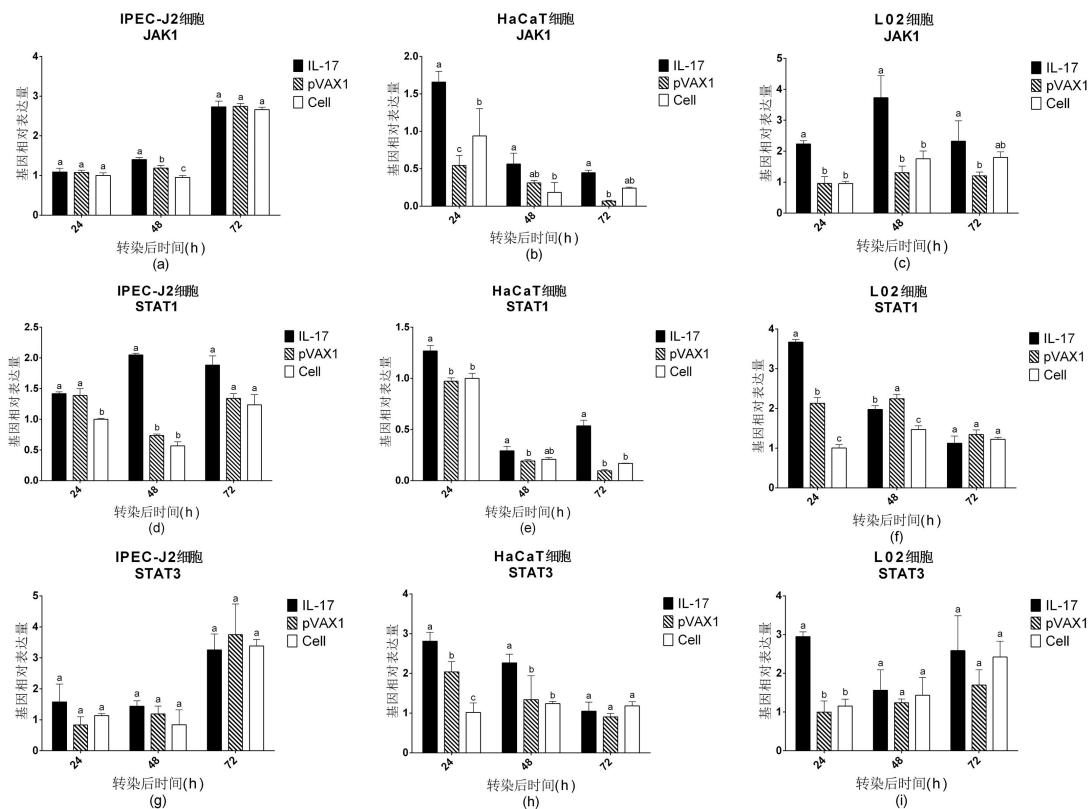 IPEC-J2细胞
JAK1
基因相对表达量
4
3
2
1
0
a a a
a b c
a a a
24 48 72
转染后时间(h)
(a)
IL-17
pVAX1
Cell
HaCaT细胞
JAK1
基因相对表达量
2.0
1.5
1.0
0.5
0.0
a c b
a ab b
a b ab
24 48 72
转染后时间(h)
(b)
IL-17
pVAX1
Cell
L02细胞
JAK1
基因相对表达量
5
4
3
2
1
0
a b b
a b b
a b ab
24 48 72
转染后时间(h)
(c)
IL-17
pVAX1
Cell
IPEC-J2细胞
STAT1
基因相对表达量
2.5
2.0
1.5
1.0
0.5
0.0
a a b
a b b
a a a
24 48 72
转染后时间(h)
(d)
IL-17
pVAX1
Cell
HaCaT细胞
STAT1
基因相对表达量
1.5
1.0
0.5
0.0
a b b
a b ab
a b b
24 48 72
转染后时间(h)
(e)
IL-17
pVAX1
Cell
L02细胞
STAT1
基因相对表达量
4
3
2
1
0
a b c
a a c
a a a
24 48 72
转染后时间(h)
(f)
IL-17
pVAX1
Cell
IPEC-J2细胞
STAT3
基因相对表达量
5
4
3
2
1
0
a a a
a a a
a a a
24 48 72
转染后时间(h)
(g)
IL-17
pVAX1
Cell
HaCaT细胞
STAT3
基因相对表达量
4
3
2
1
0
a b c
a b b
a a a
24 48 72
转染后时间(h)
(h)
IL-17
pVAX1
Cell
L02细胞
STAT3
基因相对表达量
4
3
2
1
0
a b b
a a a
a a a
24 48 72
转染后时间(h)
(i)
IL-17
pVAX1
Cell